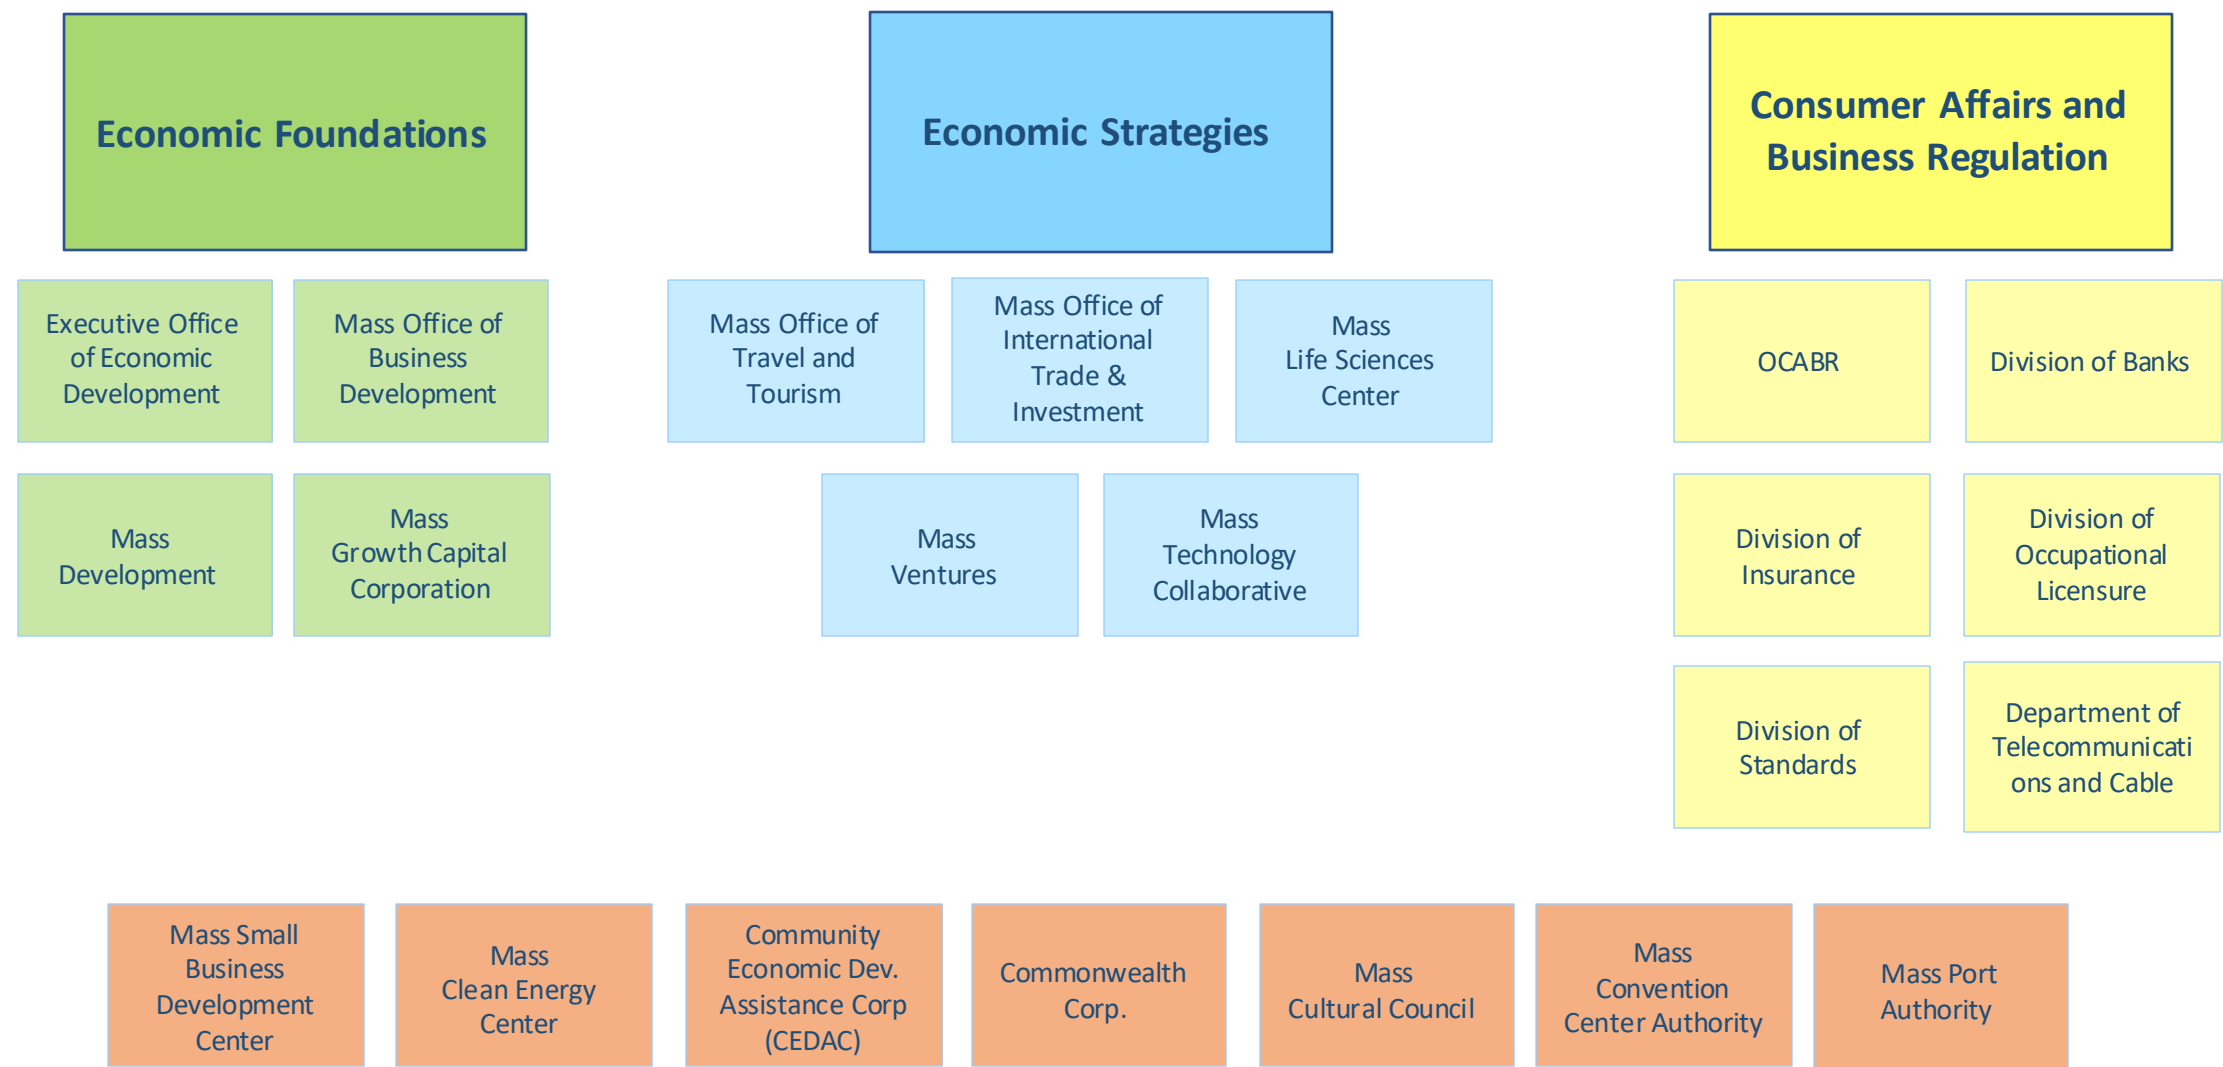 Economic Foundations
Economic Strategies
Consumer Affairs and
Business Regulation
Executive Office
of Economic
Development
Mass Office of
Business
Development
Mass Office of
Travel and
Tourism
Mass Office of
International
Trade &
Investment
Mass
Life Sciences
Center
OCABR
Division of Banks
Mass
Development
Mass
Growth Capital
Corporation
Mass
Ventures
Mass
Technology
Collaborative
Division of
Insurance
Division of
Occupational
Licensure
Division of
Standards
Department of
Telecommunicati
ons and Cable
Mass Small
Business
Development
Center
Mass
Clean Energy
Center
Community
Economic Dev.
Assistance Corp
(CEDAC)
Commonwealth
Corp.
Mass
Cultural Council
Mass
Convention
Center Authority
Mass Port
Authority